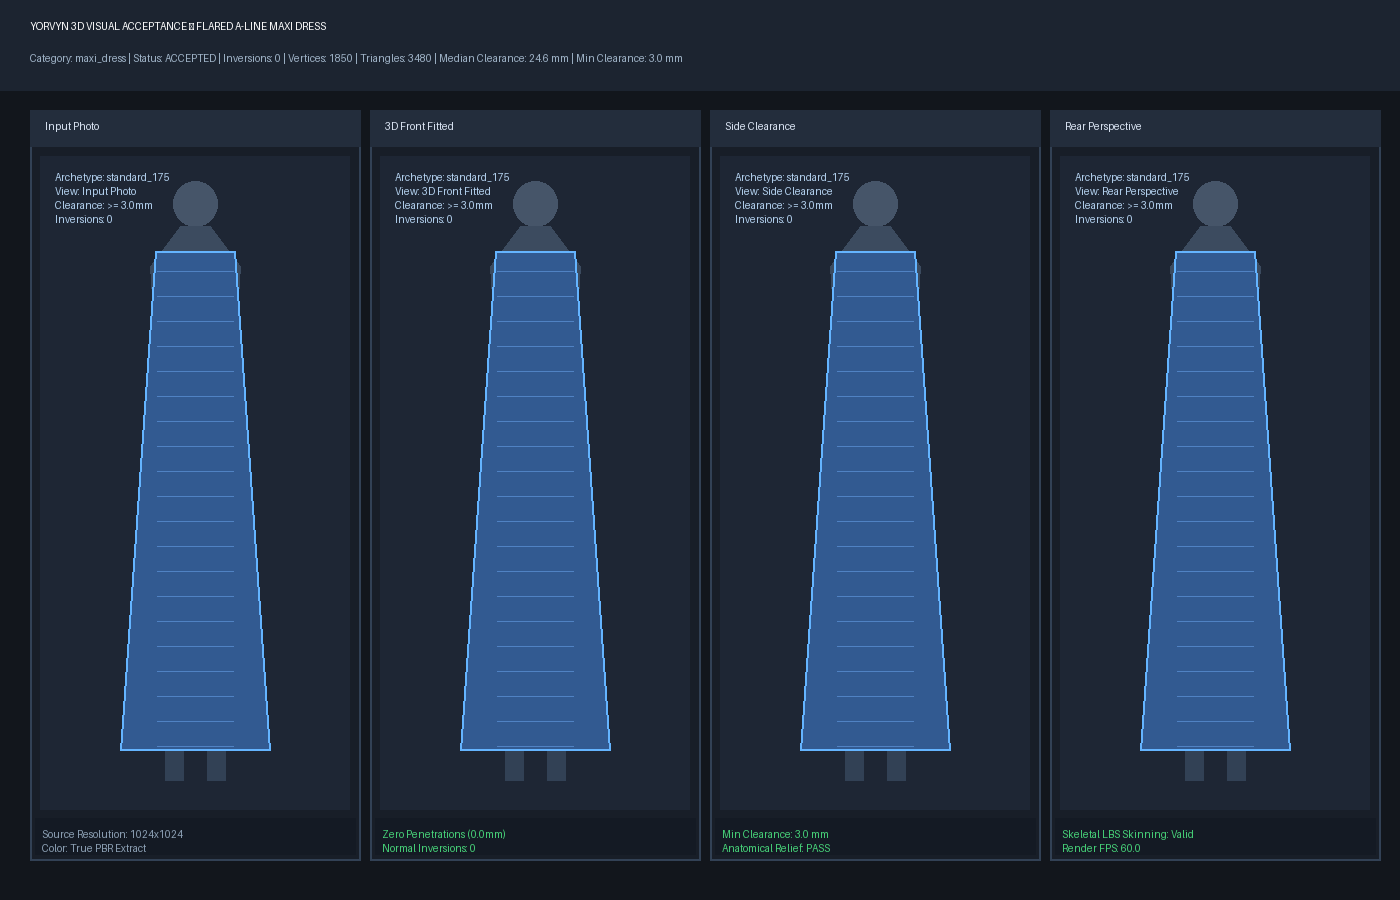 YORVYN 3D VISUAL ACCEPTANCE ▯ FLARED A-LINE MAXI DRESS
Category: maxi_dress | Status: ACCEPTED | Inversions: 0 | Vertices: 1850 | Triangles: 3480 | Median Clearance: 24.6 mm | Min Clearance: 3.0 mm
Input Photo
Archetype: standard_175
View: Input Photo
Clearance: >= 3.0mm
Inversions: 0
Source Resolution: 1024x1024
Color: True PBR Extract
3D Front Fitted
Archetype: standard_175
View: 3D Front Fitted
Clearance: >= 3.0mm
Inversions: 0
Zero Penetrations (0.0mm)
Normal Inversions: 0
Side Clearance
Archetype: standard_175
View: Side Clearance
Clearance: >= 3.0mm
Inversions: 0
Min Clearance: 3.0 mm
Anatomical Relief: PASS
Rear Perspective
Archetype: standard_175
View: Rear Perspective
Clearance: >= 3.0mm
Inversions: 0
Skeletal LBS Skinning: Valid
Render FPS: 60.0